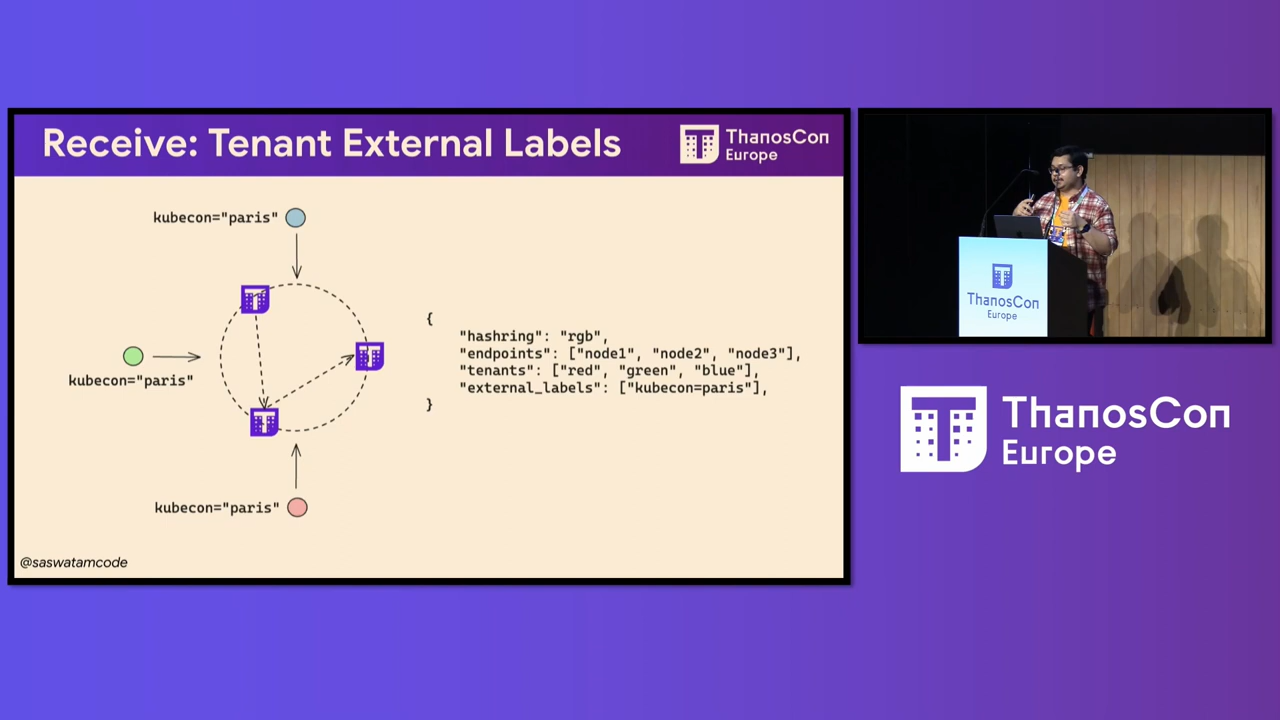 Receive: Tenant External Labels
ThanosCon
Europe
kubecon="paris"
kubecon="paris"
kubecon="paris"
{
"hashring": "rgb",
"endpoints": ["node1", "node2", "node3"],
"tenants": ["red", "green", "blue"],
"external_labels": ["kubecon=paris"],
}
@saswatamcode
ThanosCon
Europe
ThanosCon
Europe